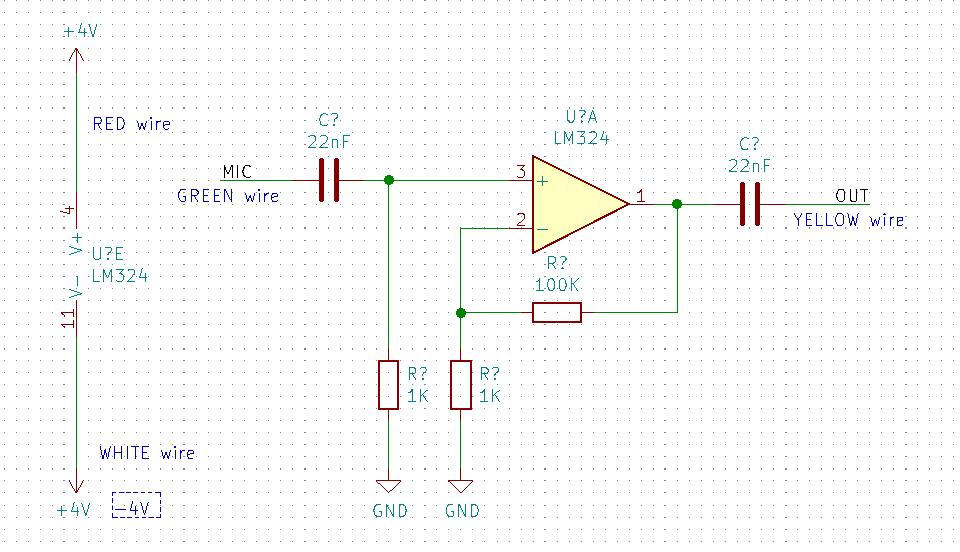 +4V
RED wire
4
V+
U?E
LM324
V-
11
WHITE wire
+4V
-4V
MIC
GREEN wire
C?
22nF
U?A
LM324
3
+
2
-
1
R?
100K
C?
22nF
OUT
YELLOW wire
R?
1K
R?
1K
GND
GND